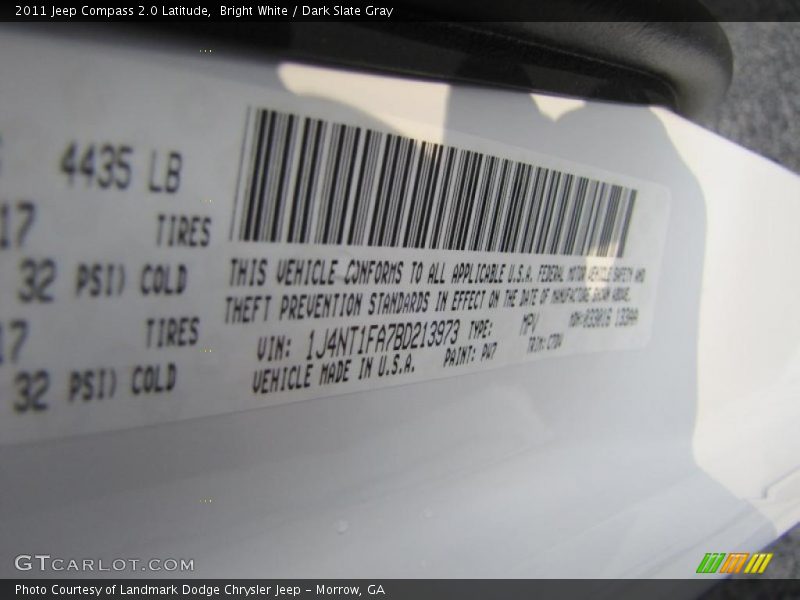 2011 Jeep Compass 2.0 Latitude, Bright White / Dark Slate Gray
4435 LB
17 TIRES
32 PSI) COLD
17 TIRES
32 PSI) COLD
THIS VEHICLE CONFORMS TO ALL APPLICABLE U.S.A. FEDERAL MOTOR VEHICLE SAFETY AND
THEFT PREVENTION STANDARDS IN EFFECT ON THE DATE OF MANUFACTURE SHOWN ABOVE.
VIN: 1J4NT1FA7BD213973 TYPE: MPV
VEHICLE MADE IN U.S.A. PAINT: PW7 TRIM:
GTCARLOT.COM
Photo Courtesy of Landmark Dodge Chrysler Jeep - Morrow, GA